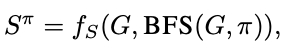 S^π = f_S(G, BFS(G, π)),